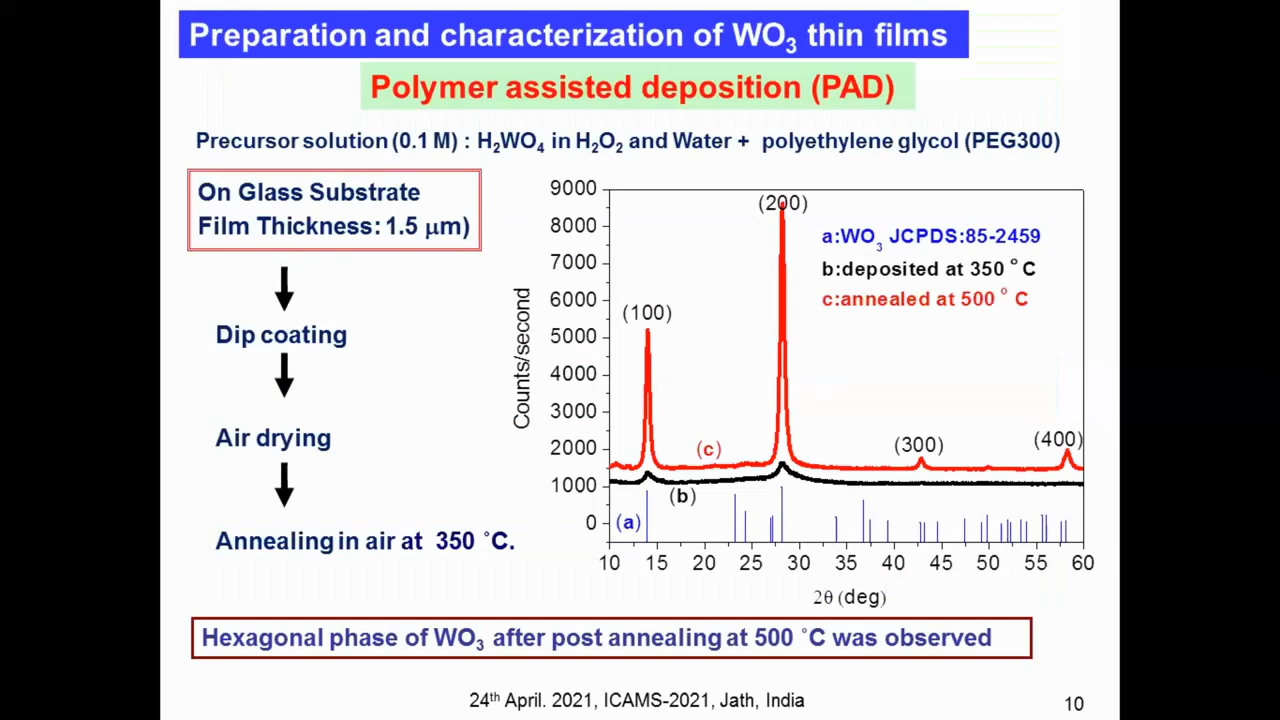 Preparation and characterization of WO₃ thin films
Polymer assisted deposition (PAD)
Precursor solution (0.1 M) : H₂WO₄ in H₂O₂ and Water + polyethylene glycol (PEG300)
On Glass Substrate
Film Thickness: 1.5 μm)
Dip coating
Air drying
Annealing in air at 350 °C.
Counts/second
9000
8000
7000
6000
5000
4000
3000
2000
1000
0
(100)
(200)
(300)
(400)
a:WO₃ JCPDS:85-2459
b:deposited at 350 °C
c:annealed at 500 °C
(c)
(b)
(a)
10 15 20 25 30 35 40 45 50 55 60
2θ (deg)
Hexagonal phase of WO₃ after post annealing at 500 °C was observed
24th April. 2021, ICAMS-2021, Jath, India
10